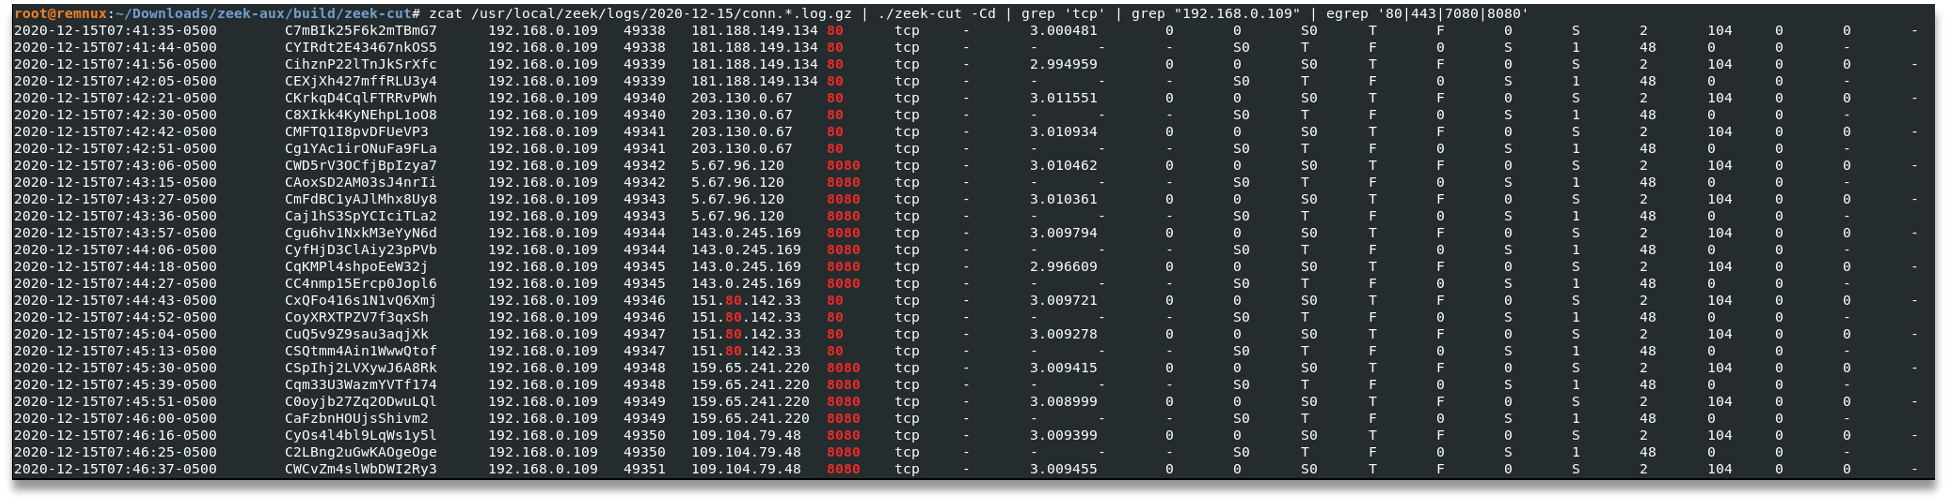 root@remnux:~/Downloads/zeek-aux/build/zeek-cut# zcat /usr/local/zeek/logs/2020-12-15/conn.*.log.gz | ./zeek-cut -Cd | grep 'tcp' | grep "192.168.0.109" | egrep '80|443|7080|8080'
2020-12-15T07:41:35-0500 C7mBIk25F6k2mTBmG7 192.168.0.109 49338 181.188.149.134 80 tcp - 3.000481 0 0 S0 T F 0 S 2 104 0 0 -
2020-12-15T07:41:44-0500 CYIRdt2E43467nkOS5 192.168.0.109 49338 181.188.149.134 80 tcp - - - - S0 T F 0 S 1 48 0 0 -
2020-12-15T07:41:56-0500 CihznP22lTnJkSrXfc 192.168.0.109 49339 181.188.149.134 80 tcp - 2.994959 0 0 S0 T F 0 S 2 104 0 0 -
2020-12-15T07:42:05-0500 CEXjXh427mffRLU3y4 192.168.0.109 49339 181.188.149.134 80 tcp - - - - S0 T F 0 S 1 48 0 0 -
2020-12-15T07:42:21-0500 CKrkqD4CqlFTRRvPWh 192.168.0.109 49340 203.130.0.67 80 tcp - 3.011551 0 0 S0 T F 0 S 2 104 0 0 -
2020-12-15T07:42:30-0500 C8XIkk4KyNEhpL1oO8 192.168.0.109 49340 203.130.0.67 80 tcp - - - - S0 T F 0 S 1 48 0 0 -
2020-12-15T07:42:42-0500 CMFTQ1I8pvDFUeVP3 192.168.0.109 49341 203.130.0.67 80 tcp - 3.010934 0 0 S0 T F 0 S 2 104 0 0 -
2020-12-15T07:42:51-0500 Cg1YAc1irONuFa9FLa 192.168.0.109 49341 203.130.0.67 80 tcp - - - - S0 T F 0 S 1 48 0 0 -
2020-12-15T07:43:06-0500 CWD5rV3OCfjBpIzya7 192.168.0.109 49342 5.67.96.120 8080 tcp - 3.010462 0 0 S0 T F 0 S 2 104 0 0 -
2020-12-15T07:43:15-0500 CAoxSD2AM03sJ4nrIi 192.168.0.109 49342 5.67.96.120 8080 tcp - - - - S0 T F 0 S 1 48 0 0 -
2020-12-15T07:43:27-0500 CmFdBC1yAJlMhx8Uy8 192.168.0.109 49343 5.67.96.120 8080 tcp - 3.010361 0 0 S0 T F 0 S 2 104 0 0 -
2020-12-15T07:43:36-0500 Caj1hS3SpYCIciTLa2 192.168.0.109 49343 5.67.96.120 8080 tcp - - - - S0 T F 0 S 1 48 0 0 -
2020-12-15T07:43:57-0500 Cgu6hv1NxkM3eYyN6d 192.168.0.109 49344 143.0.245.169 8080 tcp - 3.009794 0 0 S0 T F 0 S 2 104 0 0 -
2020-12-15T07:44:06-0500 CyfHjD3ClAiy23pPVb 192.168.0.109 49344 143.0.245.169 8080 tcp - - - - S0 T F 0 S 1 48 0 0 -
2020-12-15T07:44:18-0500 CqKMPl4shpoEeW32j 192.168.0.109 49345 143.0.245.169 8080 tcp - 2.996609 0 0 S0 T F 0 S 2 104 0 0 -
2020-12-15T07:44:27-0500 CC4nmp15Ercp0Jopl6 192.168.0.109 49345 143.0.245.169 8080 tcp - - - - S0 T F 0 S 1 48 0 0 -
2020-12-15T07:44:43-0500 CxQFo416s1N1vQ6Xmj 192.168.0.109 49346 151.80.142.33 80 tcp - 3.009721 0 0 S0 T F 0 S 2 104 0 0 -
2020-12-15T07:44:52-0500 CoyXRXTPZV7f3qxSh 192.168.0.109 49346 151.80.142.33 80 tcp - - - - S0 T F 0 S 1 48 0 0 -
2020-12-15T07:45:04-0500 CuQ5v9Z9sau3aqjXk 192.168.0.109 49347 151.80.142.33 80 tcp - 3.009278 0 0 S0 T F 0 S 2 104 0 0 -
2020-12-15T07:45:13-0500 CSQtmm4Ain1WwwQtof 192.168.0.109 49347 151.80.142.33 80 tcp - - - - S0 T F 0 S 1 48 0 0 -
2020-12-15T07:45:30-0500 CSpIhj2LVXywJ6A8Rk 192.168.0.109 49348 159.65.241.220 8080 tcp - 3.009415 0 0 S0 T F 0 S 2 104 0 0 -
2020-12-15T07:45:39-0500 Cqm33U3WazmYVTf174 192.168.0.109 49348 159.65.241.220 8080 tcp - - - - S0 T F 0 S 1 48 0 0 -
2020-12-15T07:45:51-0500 C0oyjb27Zq2ODwuLQl 192.168.0.109 49349 159.65.241.220 8080 tcp - 3.008999 0 0 S0 T F 0 S 2 104 0 0 -
2020-12-15T07:46:00-0500 CaFzbnHOUjsShivm2 192.168.0.109 49349 159.65.241.220 8080 tcp - - - - S0 T F 0 S 1 48 0 0 -
2020-12-15T07:46:16-0500 CyOs4l4bl9LqWs1y5l 192.168.0.109 49350 109.104.79.48 8080 tcp - 3.009399 0 0 S0 T F 0 S 2 104 0 0 -
2020-12-15T07:46:25-0500 C2LBng2uGwKAOgeOge 192.168.0.109 49350 109.104.79.48 8080 tcp - - - - S0 T F 0 S 1 48 0 0 -
2020-12-15T07:46:37-0500 CWCvZm4slWbDWI2Ry3 192.168.0.109 49351 109.104.79.48 8080 tcp - 3.009455 0 0 S0 T F 0 S 2 104 0 0 -